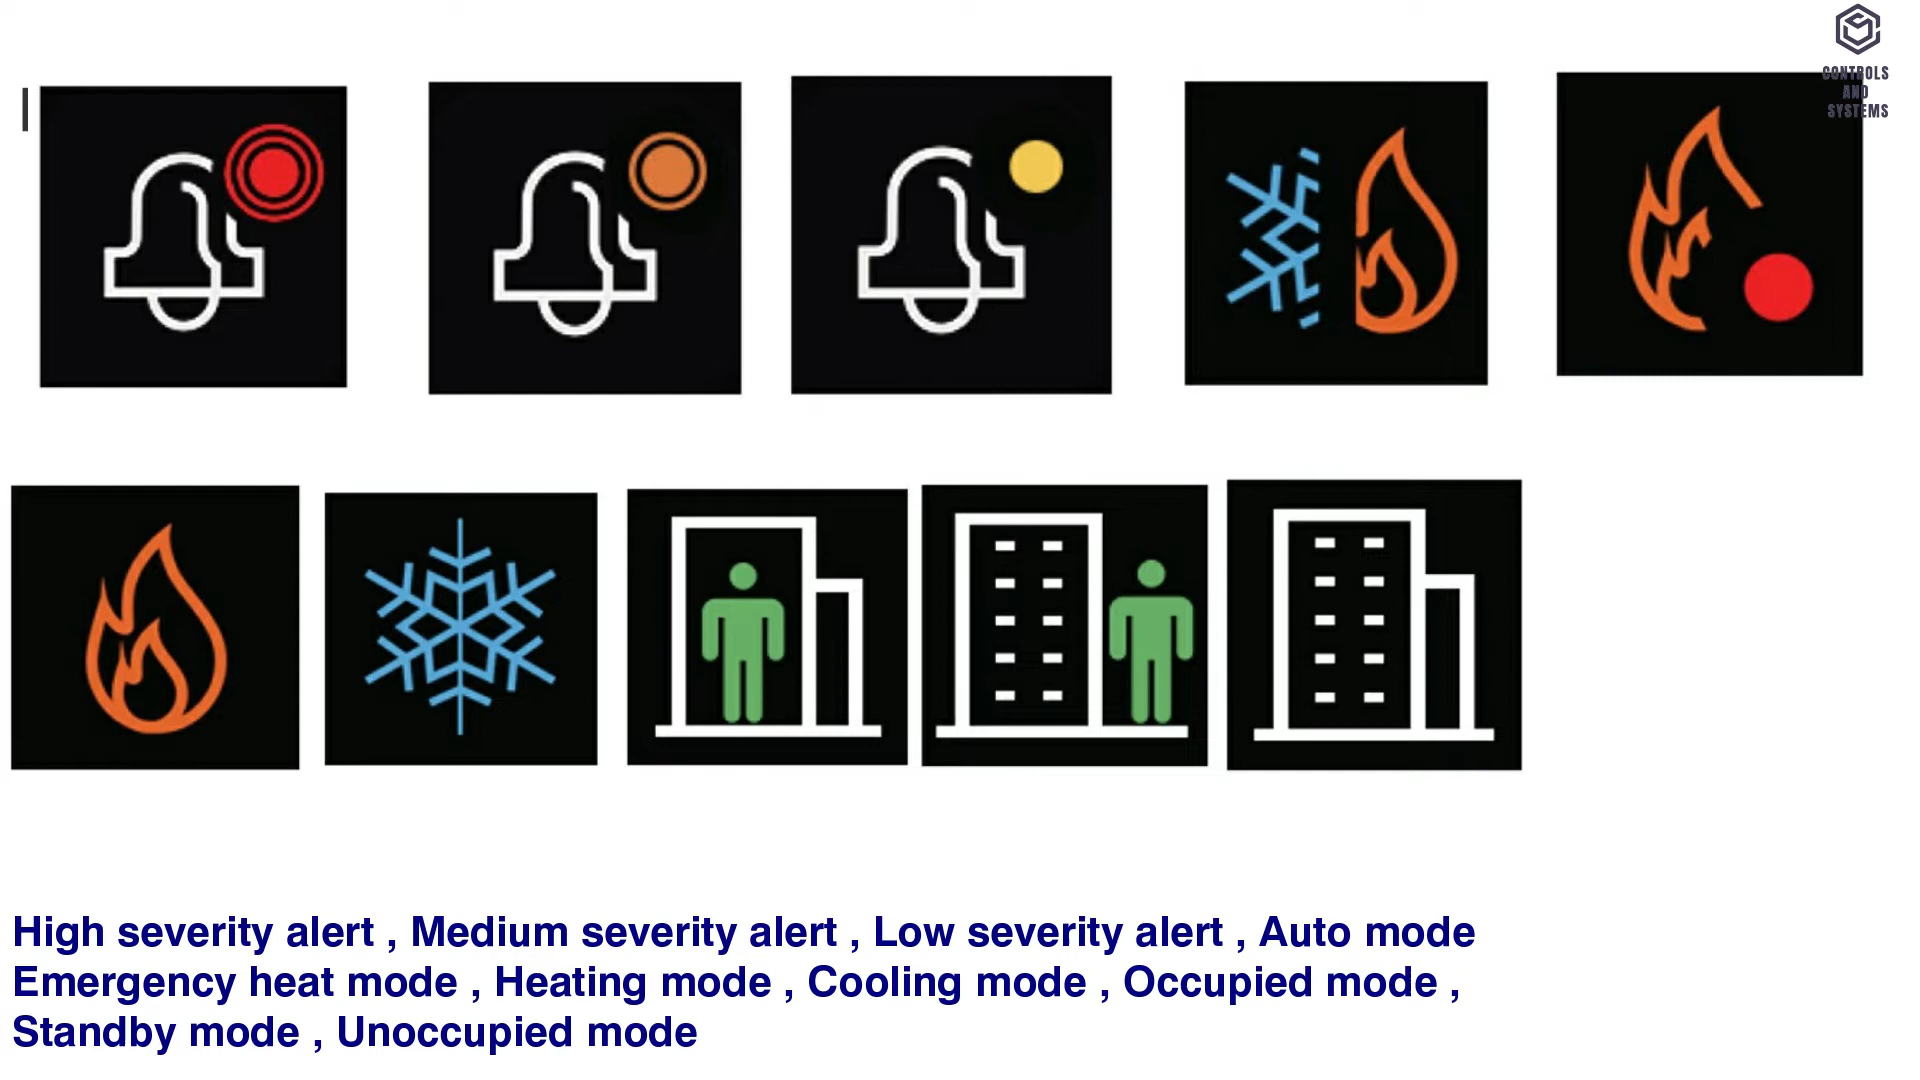 CONTROLS
AND
SYSTEMS
High severity alert , Medium severity alert , Low severity alert , Auto mode
Emergency heat mode , Heating mode , Cooling mode , Occupied mode ,
Standby mode , Unoccupied mode